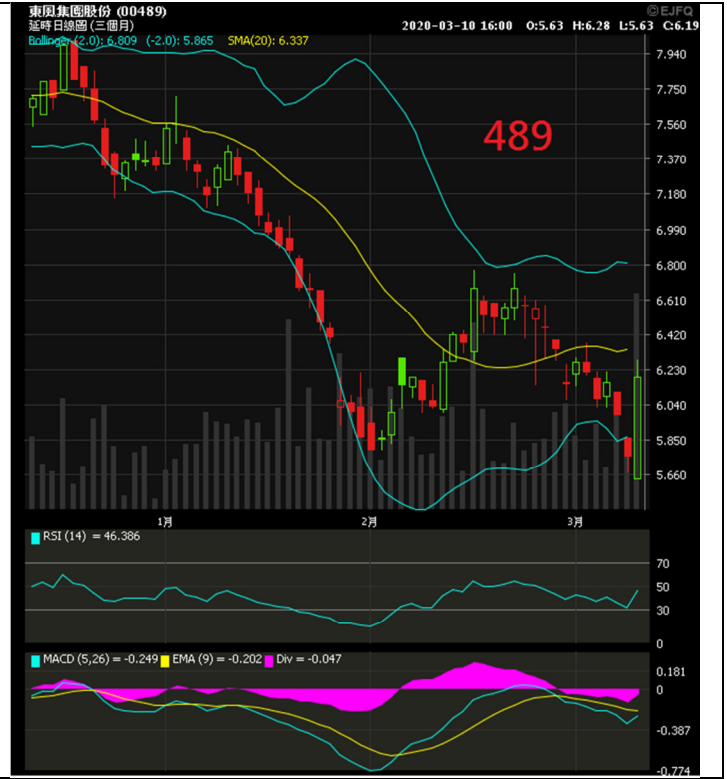 東風集團股份 (00489)
©EJFQ
延時日線圖 (三個月)
2020-03-10 16:00 O:5.63 H:6.28 L:5.63 C:6.19
Bollinger (2.0): 6.809 (-2.0): 5.865 SMA(20): 6.337
7.940
7.750
489
7.560
7.370
7.180
6.990
6.800
6.610
6.420
6.230
6.040
5.850
5.660
1月 2月 3月
RSI (14) = 46.386
70
50
30
0
MACD (5,26) = -0.249 EMA (9) = -0.202 Div = -0.047
0.181
0
-0.387
-0.774